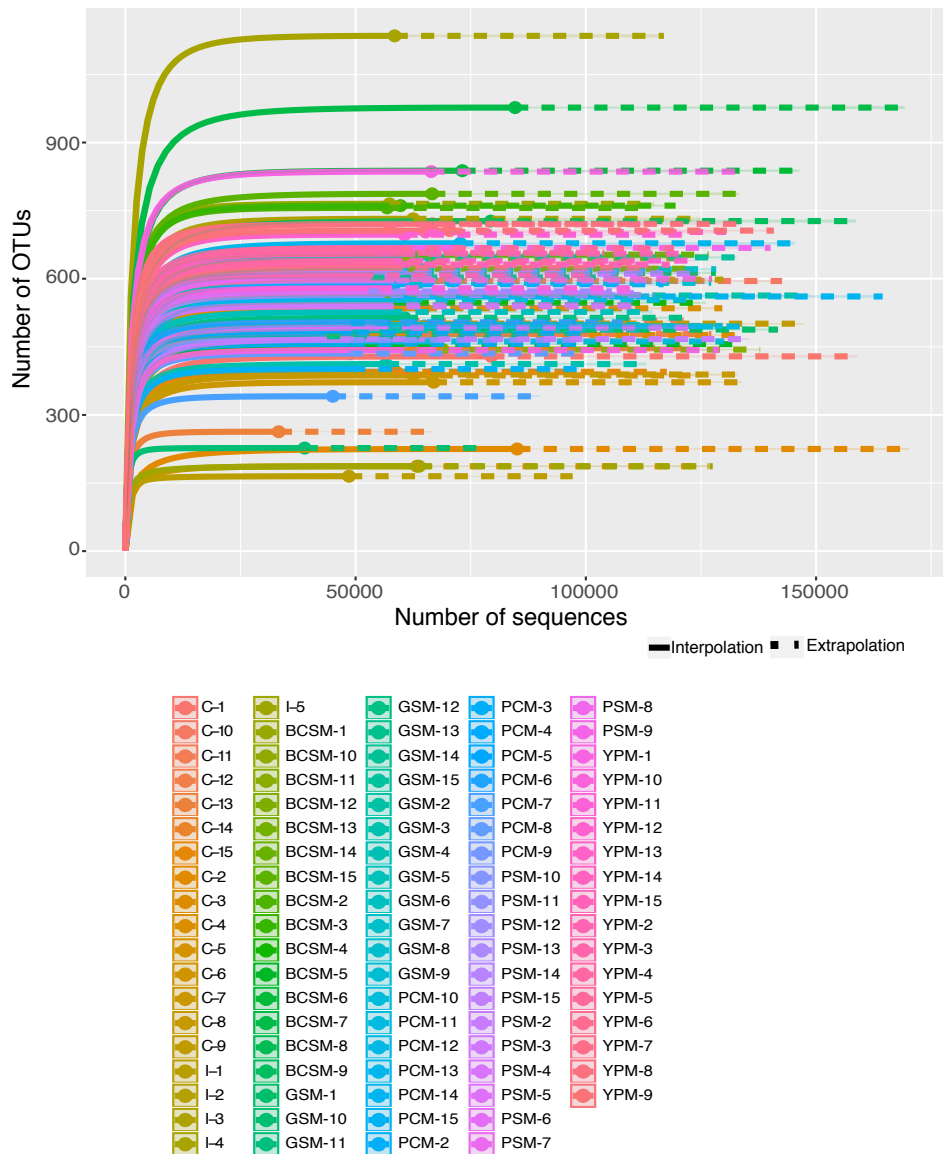 Number of OTUs
900
600
300
0
0 50000 100000 150000
Number of sequences
Interpolation Extrapolation
C-1 I-5 GSM-12 PCM-3 PSM-8
C-10 BCSM-1 GSM-13 PCM-4 PSM-9
C-11 BCSM-10 GSM-14 PCM-5 YPM-1
C-12 BCSM-11 GSM-15 PCM-6 YPM-10
C-13 BCSM-12 GSM-2 PCM-7 YPM-11
C-14 BCSM-13 GSM-3 PCM-8 YPM-12
C-15 BCSM-14 GSM-4 PCM-9 YPM-13
C-2 BCSM-15 GSM-5 PSM-10 YPM-14
C-3 BCSM-2 GSM-6 PSM-11 YPM-15
C-4 BCSM-3 GSM-7 PSM-12 YPM-2
C-5 BCSM-4 GSM-8 PSM-13 YPM-3
C-6 BCSM-5 GSM-9 PSM-14 YPM-4
C-7 BCSM-6 PCM-10 PSM-15 YPM-5
C-8 BCSM-7 PCM-11 PSM-2 YPM-6
C-9 BCSM-8 PCM-12 PSM-3 YPM-7
I-1 BCSM-9 PCM-13 PSM-4 YPM-8
I-2 GSM-1 PCM-14 PSM-5 YPM-9
I-3 GSM-10 PCM-15 PSM-6
I-4 GSM-11 PCM-2 PSM-7